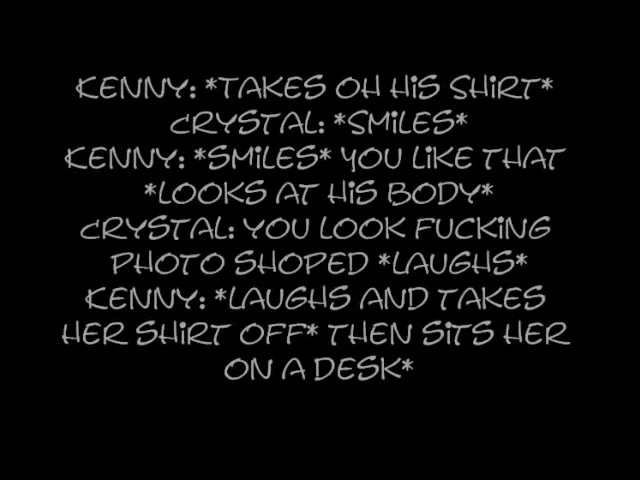 KENNY: *TAKES OH HiS SHiRT*
CRYSTAL: *SMiLES*
KENNY: *SMiLES* YOU LiKE THAT
*LOOKS AT HiS BODY*
CRYSTAL: YOU LOOK FUCKiNG
PHOTO SHOPED *LAUGHS*
KENNY: *LAUGHS AND TAKES
HER SHiRT OFF* THEN SiTS HER
ON A DESK*